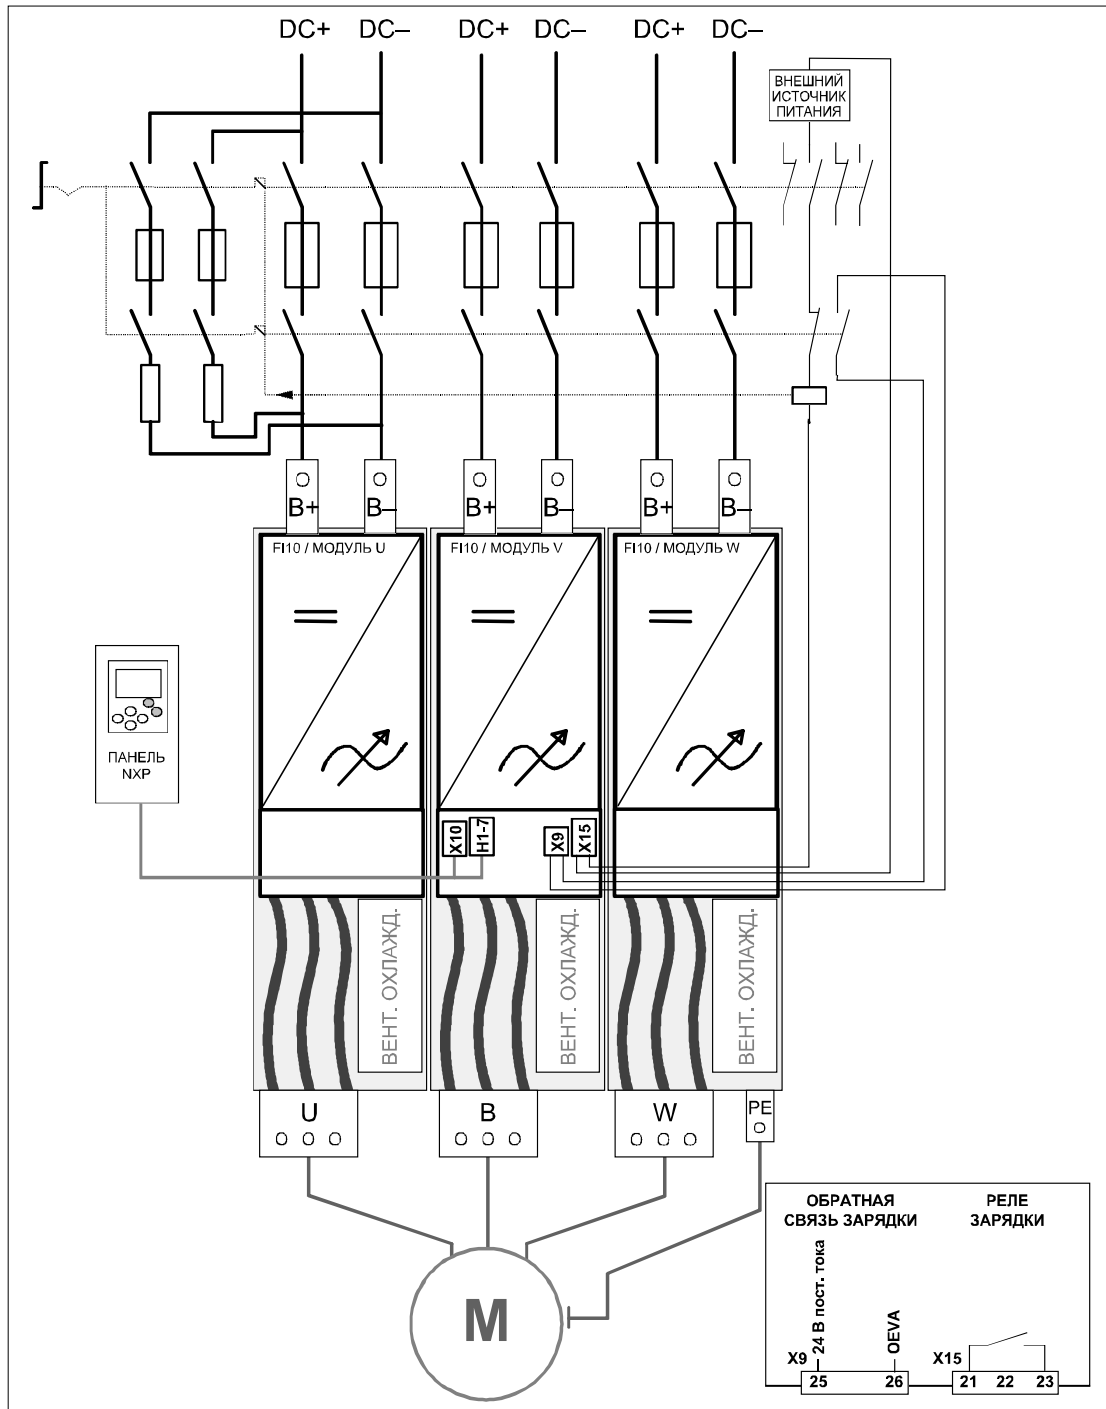 DC+ DC– DC+ DC– DC+ DC–
ВНЕШНИЙ
ИСТОЧНИК
ПИТАНИЯ
B+ B– B+ B– B+ B–
FI10 / МОДУЛЬ U
FI10 / МОДУЛЬ V
FI10 / МОДУЛЬ W
ПАНЕЛЬ
NXP
X10
H1-7
X9
X15
ВЕНТ. ОХЛАЖД.
ВЕНТ. ОХЛАЖД.
ВЕНТ. ОХЛАЖД.
U
В
W
PE
M
ОБРАТНАЯ
СВЯЗЬ ЗАРЯДКИ
РЕЛЕ
ЗАРЯДКИ
24 В пост. тока
OEVA
X9
25 26
X15
21 22 23